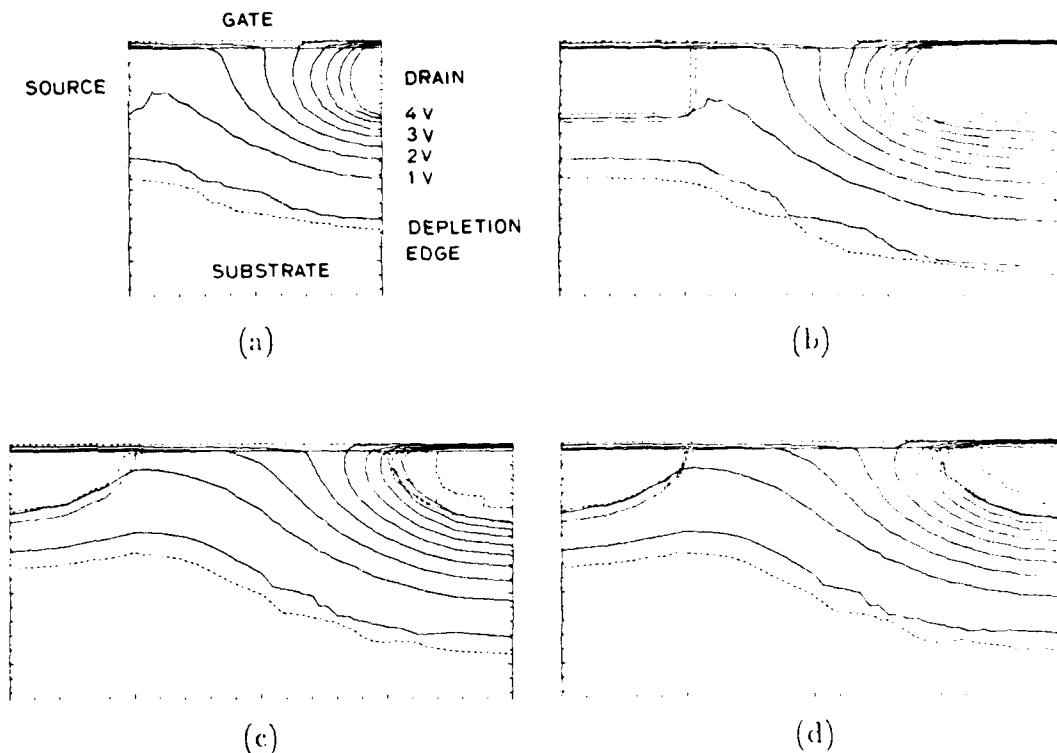 GATE
SOURCE
DRAIN
4 V
3 V
2 V
1 V
DEPLETION
EDGE
SUBSTRATE
(a)
(b)
(c)
(d)